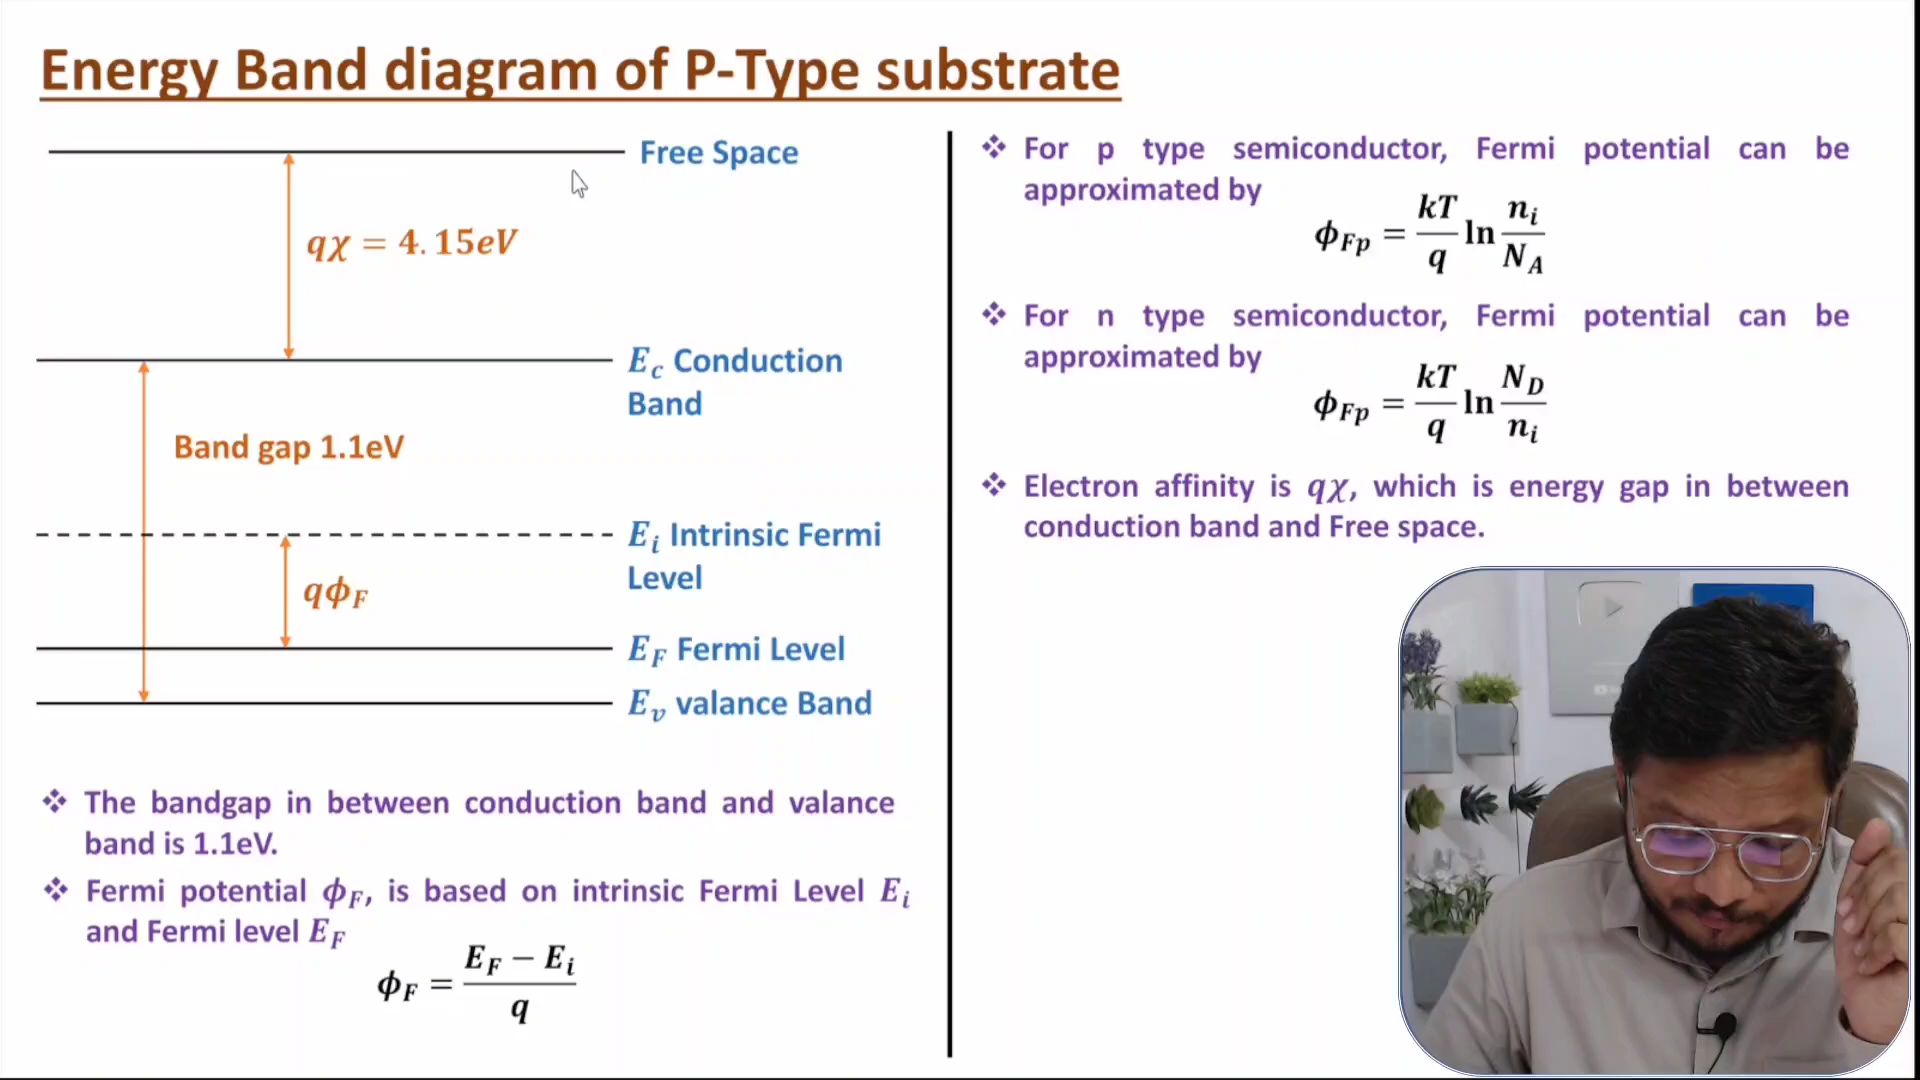 Energy Band diagram of P-Type substrate
Free Space
qχ = 4.15eV
E_c Conduction
Band
Band gap 1.1eV
E_i Intrinsic Fermi
Level
qϕ_F
E_F Fermi Level
E_v valance Band
❖ The bandgap in between conduction band and valance
band is 1.1eV.
❖ Fermi potential ϕ_F, is based on intrinsic Fermi Level E_i
and Fermi level E_F
ϕ_F = (E_F − E_i) / q
❖ For p type semiconductor, Fermi potential can be
approximated by
ϕ_Fp = kT/q ln n_i/N_A
❖ For n type semiconductor, Fermi potential can be
approximated by
ϕ_Fp = kT/q ln N_D/n_i
❖ Electron affinity is qχ, which is energy gap in between
conduction band and Free space.